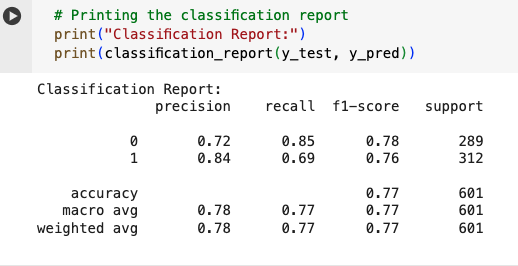 # Printing the classification report
print("Classification Report:")
print(classification_report(y_test, y_pred))
Classification Report:
precision recall f1-score support
0 0.72 0.85 0.78 289
1 0.84 0.69 0.76 312
accuracy 0.77 601
macro avg 0.78 0.77 0.77 601
weighted avg 0.78 0.77 0.77 601